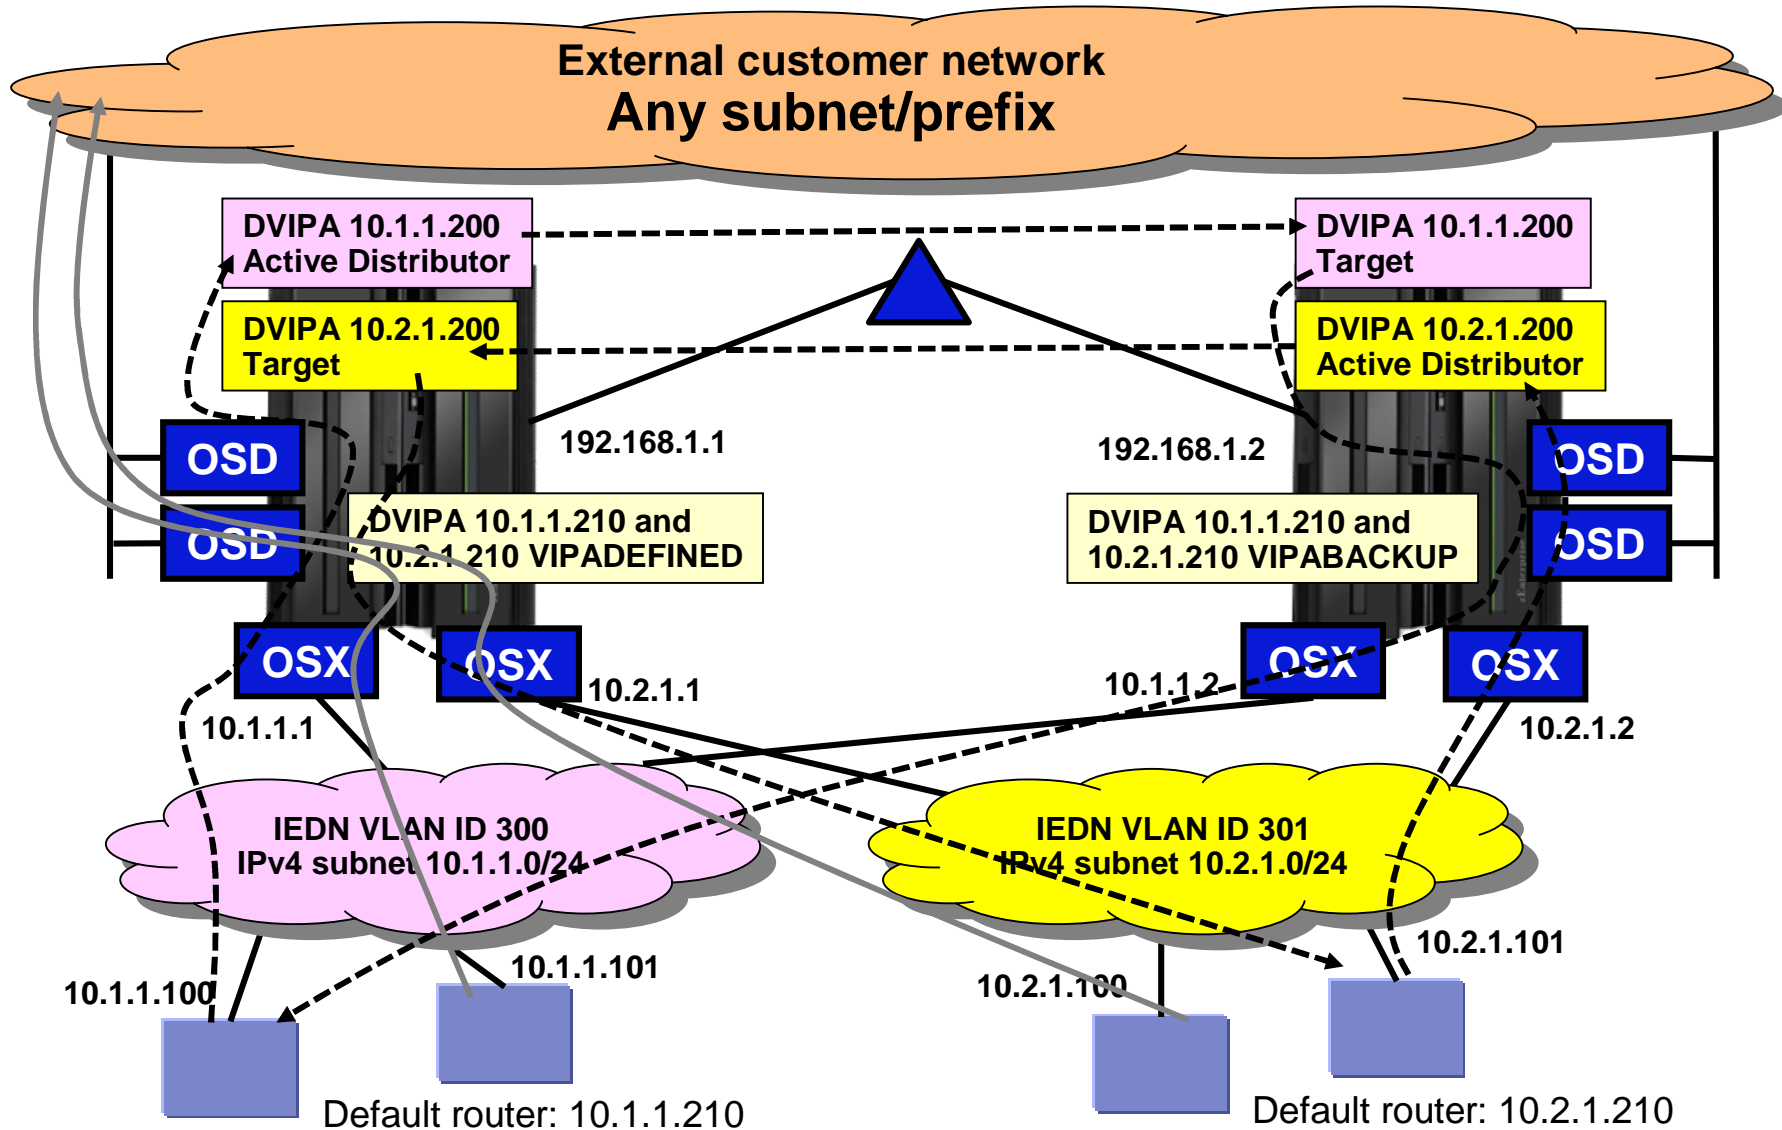 External customer network
Any subnet/prefix
DVIPA 10.1.1.200
Active Distributor
DVIPA 10.1.1.200
Target
DVIPA 10.2.1.200
Target
DVIPA 10.2.1.200
Active Distributor
OSD
192.168.1.1
192.168.1.2
OSD
OSD
DVIPA 10.1.1.210 and
10.2.1.210 VIPADEFINED
DVIPA 10.1.1.210 and
10.2.1.210 VIPABACKUP
OSD
OSX
OSX
OSX
OSX
10.1.1.1
10.2.1.1
10.1.1.2
10.2.1.2
IEDN VLAN ID 300
IPv4 subnet 10.1.1.0/24
IEDN VLAN ID 301
IPv4 subnet 10.2.1.0/24
10.1.1.100
10.1.1.101
10.2.1.100
10.2.1.101
Default router: 10.1.1.210
Default router: 10.2.1.210